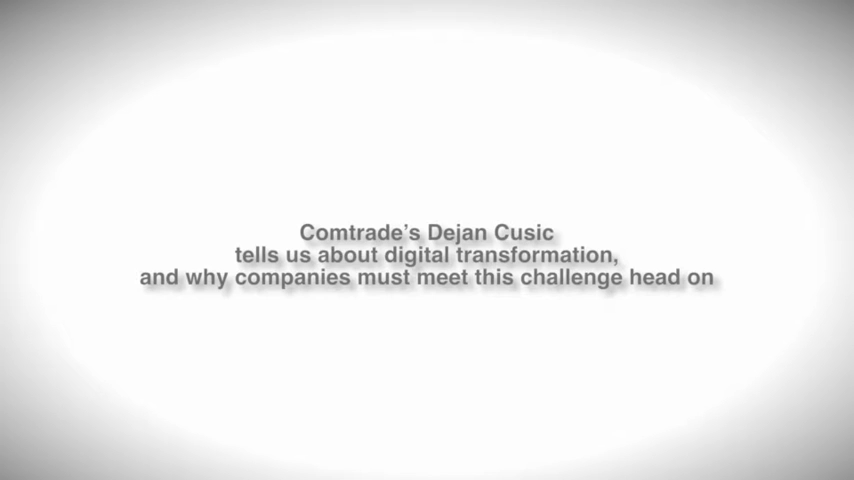 Comtrade’s Dejan Cusic
tells us about digital transformation,
and why companies must meet this challenge head on